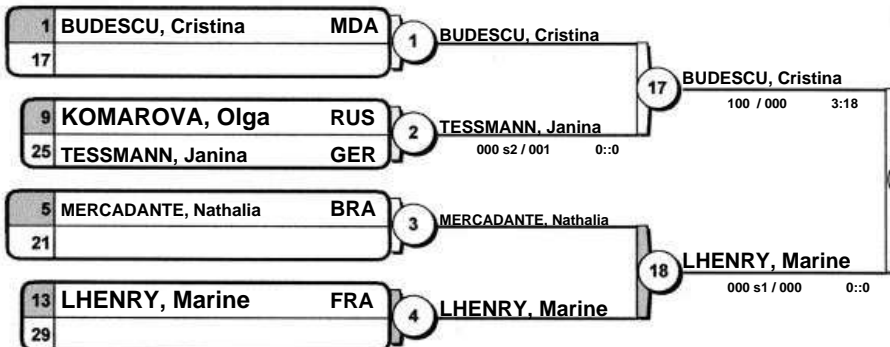 1 BUDESCU, Cristina MDA
17
1
BUDESCU, Cristina
17
BUDESCU, Cristina
100 / 000 3:18
9 KOMAROVA, Olga RUS
25 TESSMANN, Janina GER
2
TESSMANN, Janina
000 s2 / 001 0::0
5 MERCADANTE, Nathalia BRA
21
3
MERCADANTE, Nathalia
18
LHENRY, Marine
000 s1 / 000 0::0
13 LHENRY, Marine FRA
29
4
LHENRY, Marine